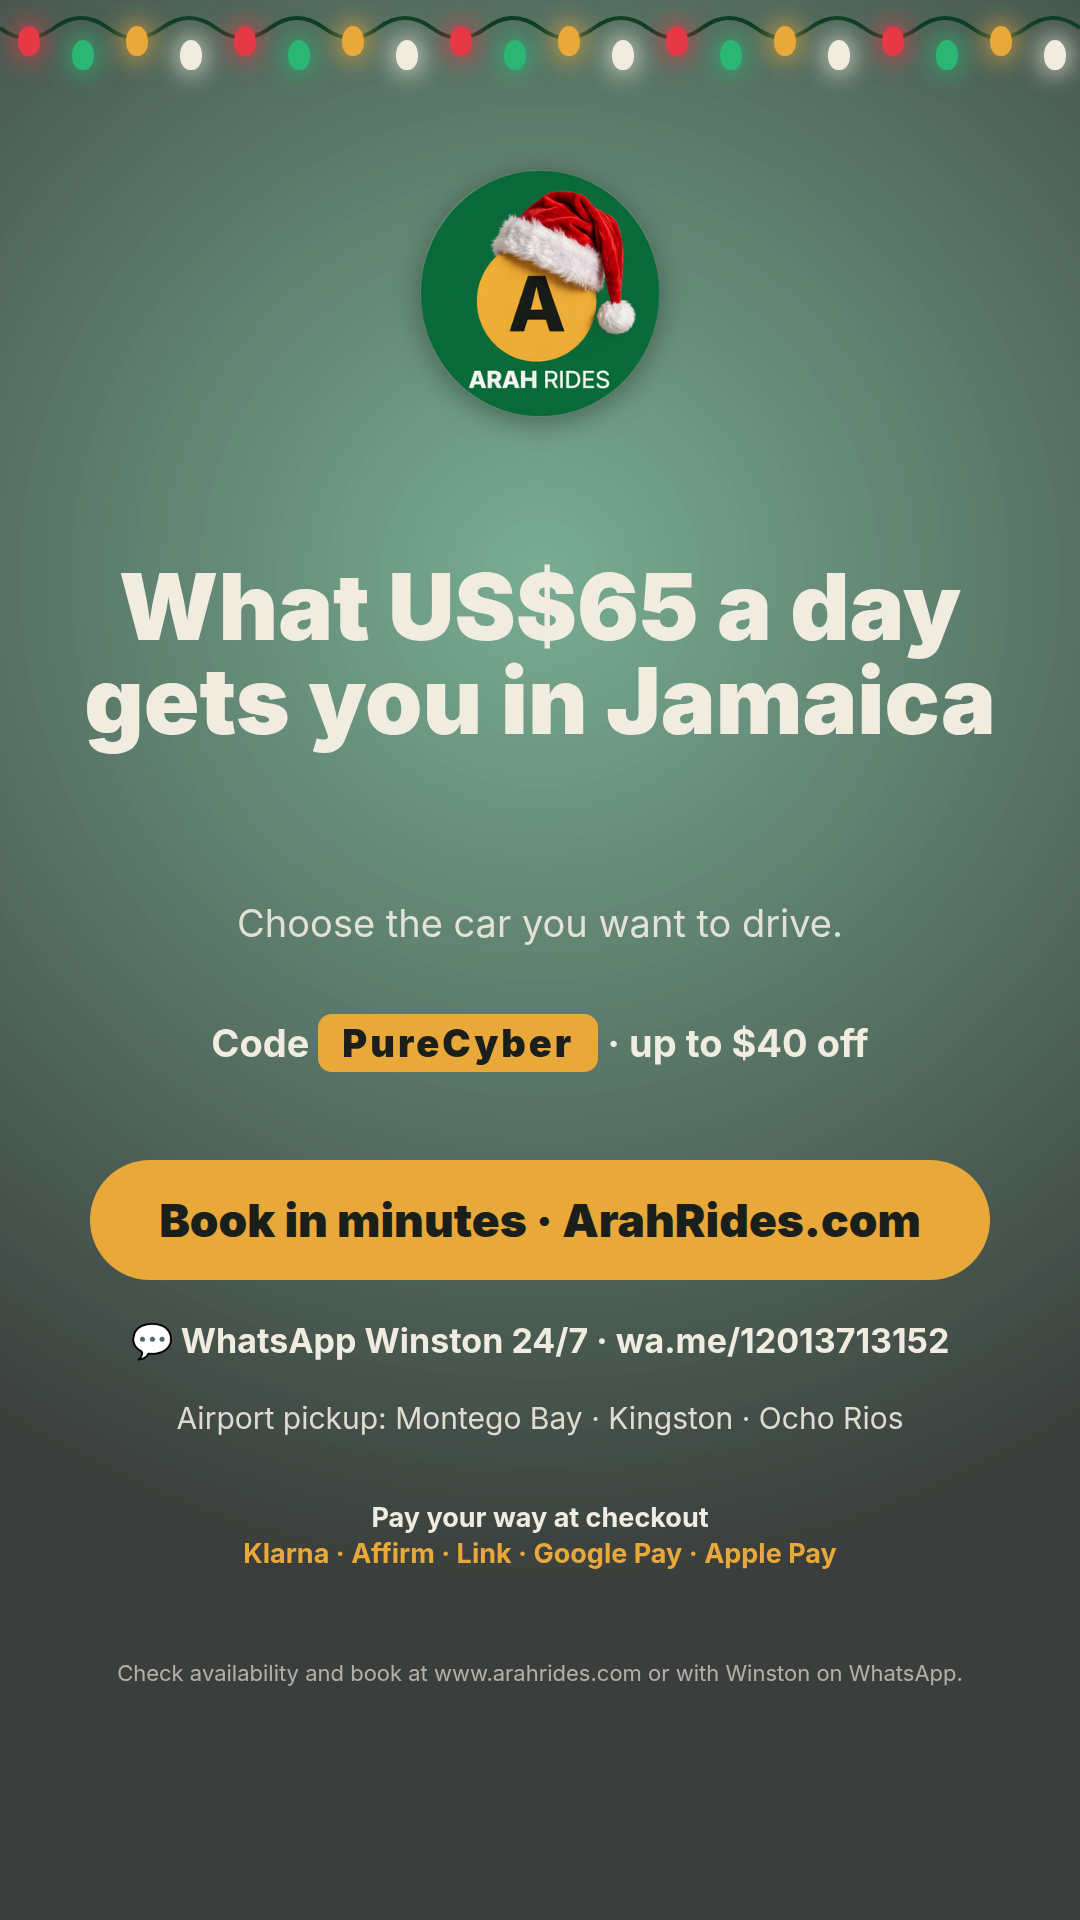 A
ARAH RIDES
What US$65 a day
gets you in Jamaica
Choose the car you want to drive.
Code PureCyber · up to $40 off
Book in minutes · ArahRides.com
💬 WhatsApp Winston 24/7 · wa.me/12013713152
Airport pickup: Montego Bay · Kingston · Ocho Rios
Pay your way at checkout
Klarna · Affirm · Link · Google Pay · Apple Pay
Check availability and book at www.arahrides.com or with Winston on WhatsApp.